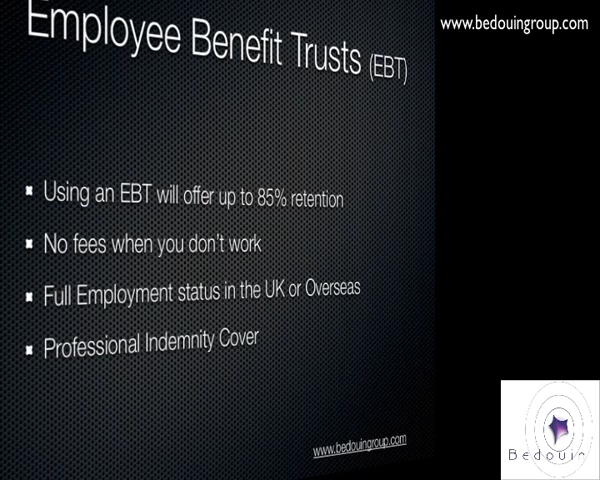 www.bedouingroup.com
Employee Benefit Trusts (EBT)
Using an EBT will offer up to 85% retention
No fees when you don't work
Full Employment status in the UK or Overseas
Professional Indemnity Cover
www.bedouingroup.com
Bedouin